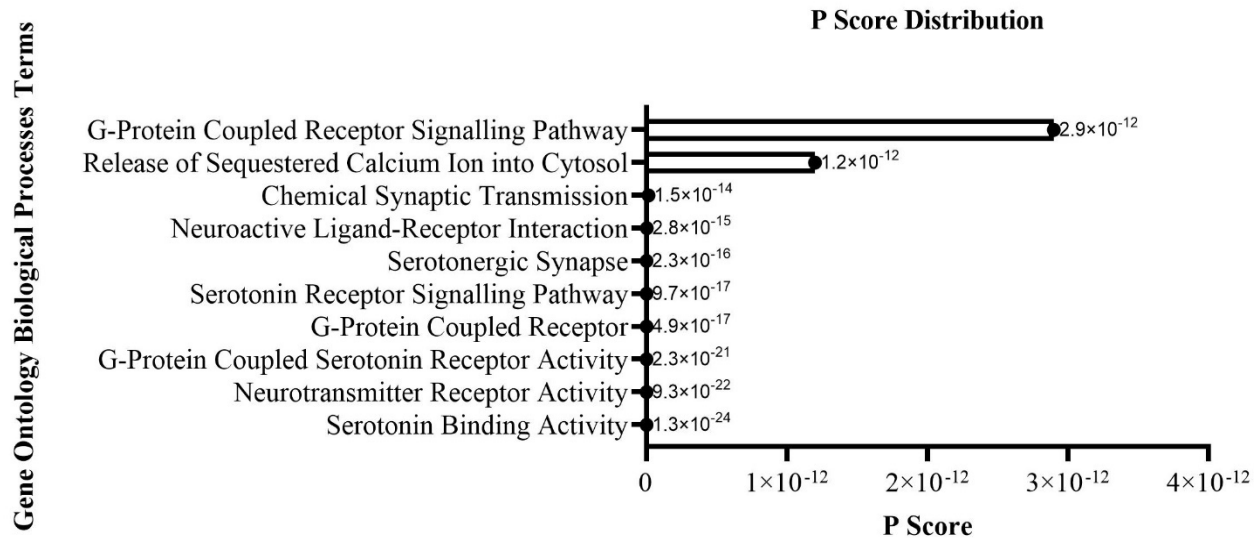 P Score Distribution
Gene Ontology Biological Processes Terms
G-Protein Coupled Receptor Signalling Pathway 2.9×10⁻¹²
Release of Sequestered Calcium Ion into Cytosol 1.2×10⁻¹²
Chemical Synaptic Transmission 1.5×10⁻¹⁴
Neuroactive Ligand-Receptor Interaction 2.8×10⁻¹⁵
Serotonergic Synapse 2.3×10⁻¹⁶
Serotonin Receptor Signalling Pathway 9.7×10⁻¹⁷
G-Protein Coupled Receptor 4.9×10⁻¹⁷
G-Protein Coupled Serotonin Receptor Activity 2.3×10⁻²¹
Neurotransmitter Receptor Activity 9.3×10⁻²²
Serotonin Binding Activity 1.3×10⁻²⁴
0 1×10⁻¹² 2×10⁻¹² 3×10⁻¹² 4×10⁻¹²
P Score